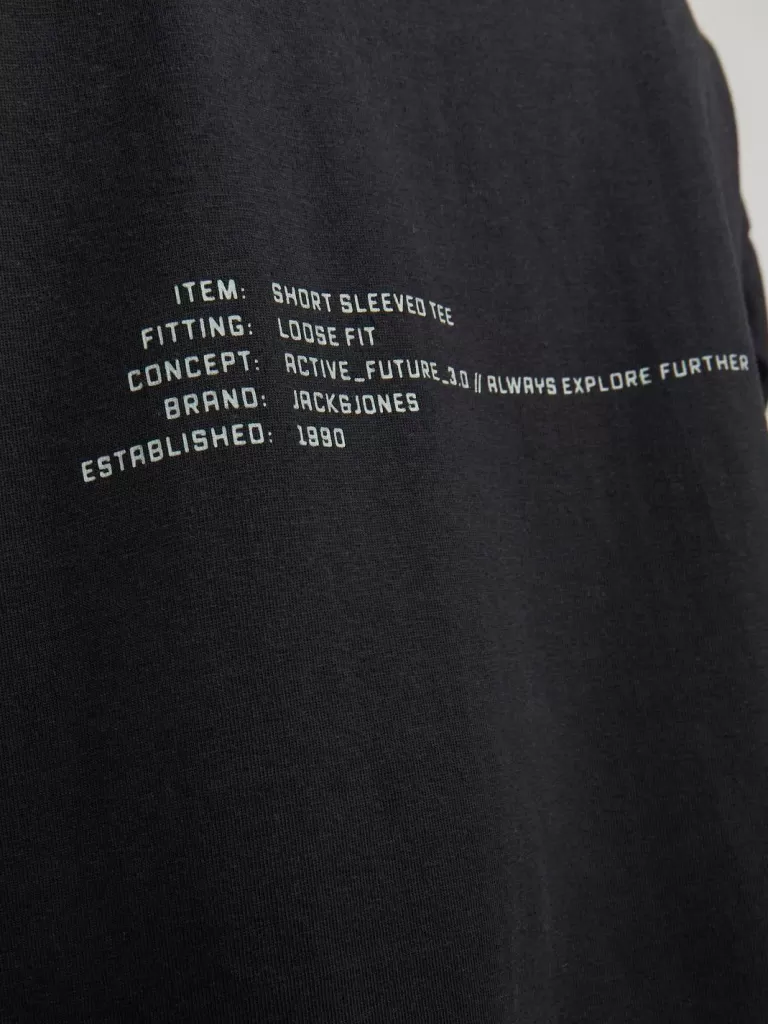 ITEM: SHORT SLEEVED TEE
FITTING: LOOSE FIT
CONCEPT: ACTIVE_FUTURE_3.0 // ALWAYS EXPLORE FURTHER
BRAND: JACK&JONES
ESTABLISHED: 1990